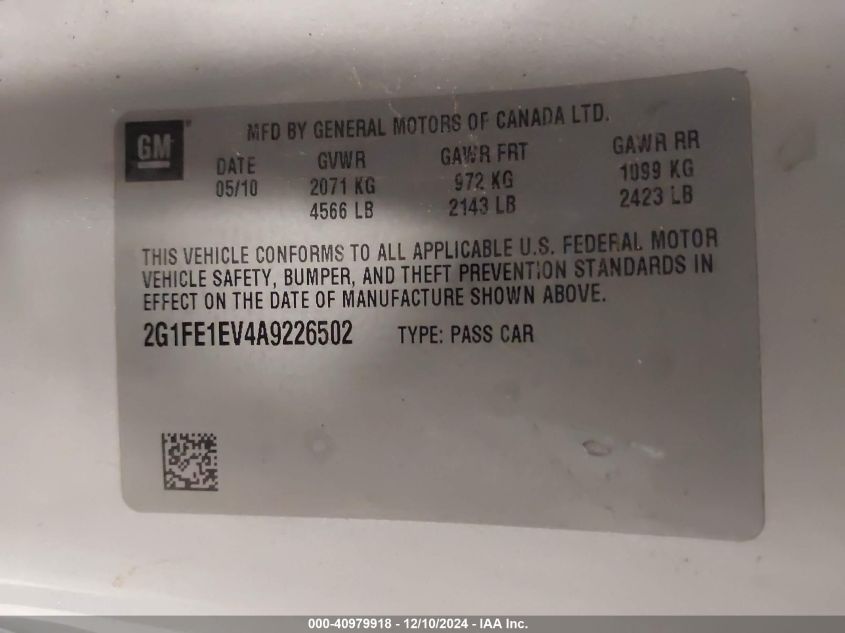 GM®
MFD BY GENERAL MOTORS OF CANADA LTD.
DATE GVWR GAWR FRT GAWR RR
05/10 2071 KG 972 KG 1099 KG
4566 LB 2143 LB 2423 LB
THIS VEHICLE CONFORMS TO ALL APPLICABLE U.S. FEDERAL MOTOR
VEHICLE SAFETY, BUMPER, AND THEFT PREVENTION STANDARDS IN
EFFECT ON THE DATE OF MANUFACTURE SHOWN ABOVE.
2G1FE1EV4A9226502 TYPE: PASS CAR
000-40979918 - 12/10/2024 - IAA Inc.